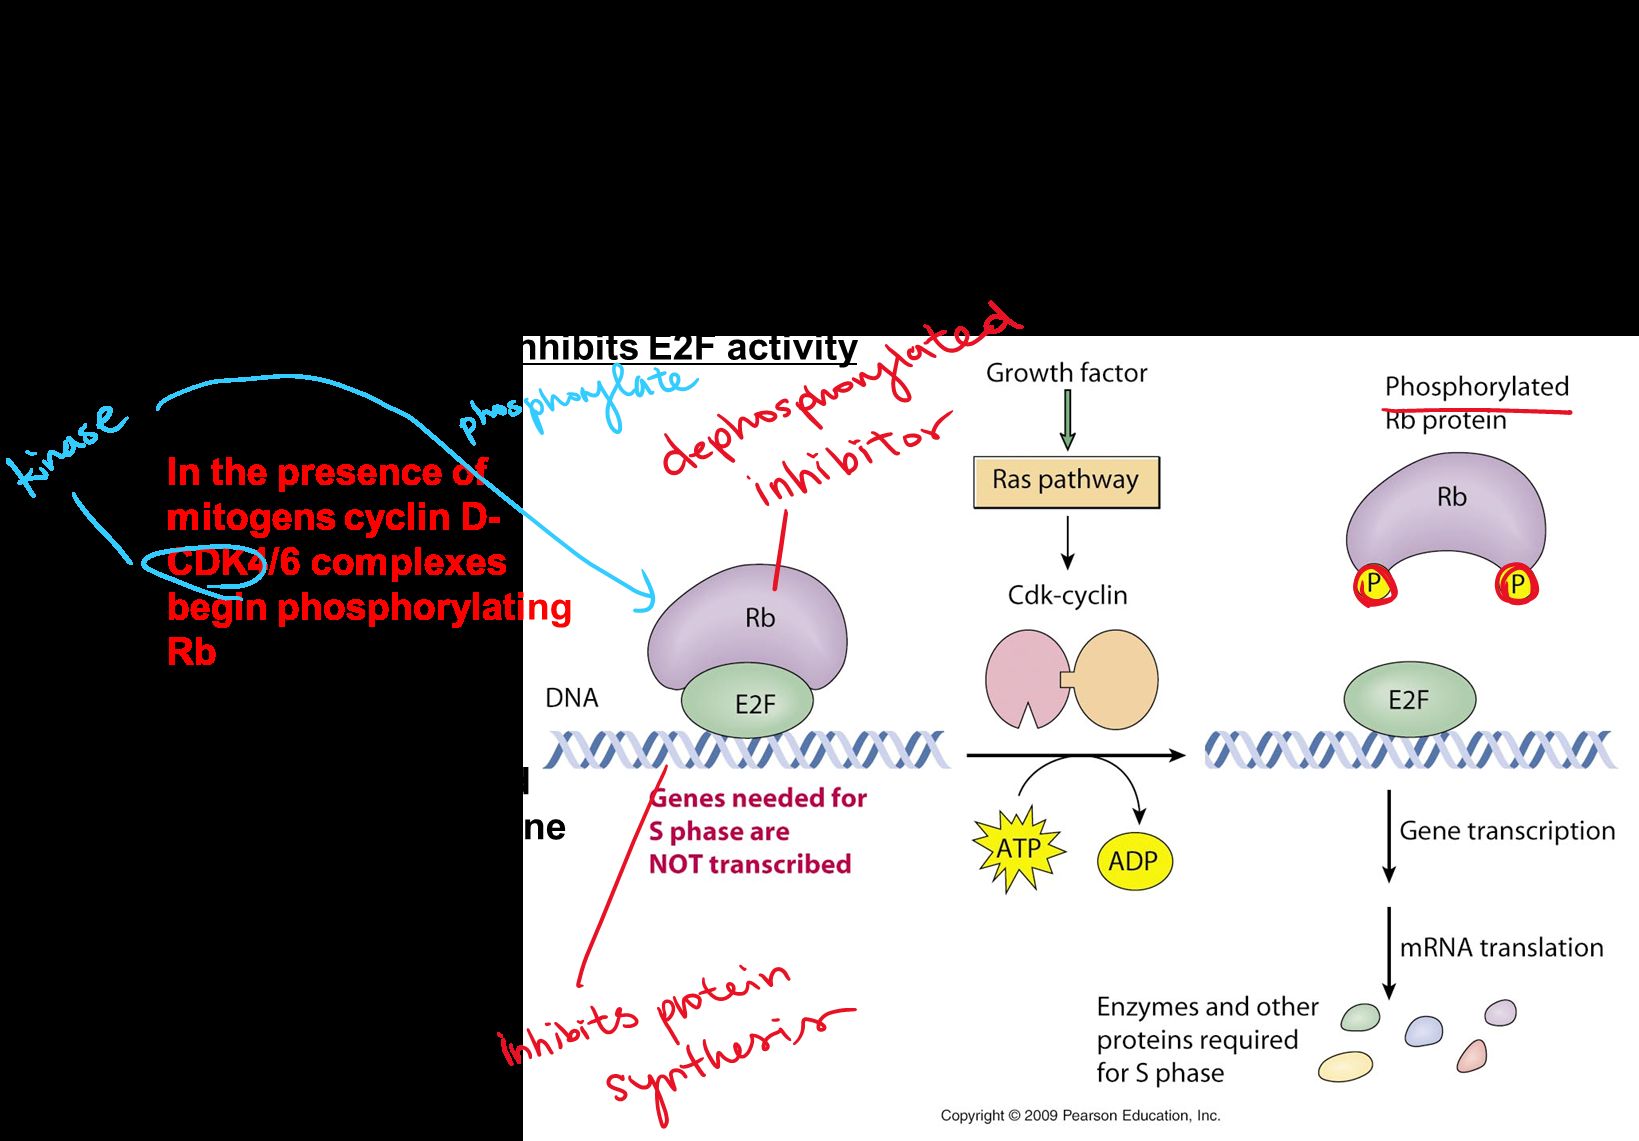 nhibits E2F activity
kinase
phosphorylate
dephosphorylated
inhibitor
In the presence of
mitogens cyclin D-
CDK4/6 complexes
begin phosphorylating
Rb
Rb
E2F
DNA
ne
Genes needed for
S phase are
NOT transcribed
inhibits protein
synthesis
Growth factor
Ras pathway
Cdk-cyclin
ATP
ADP
Phosphorylated
Rb protein
Rb
P
P
E2F
Gene transcription
mRNA translation
Enzymes and other
proteins required
for S phase
Copyright © 2009 Pearson Education, Inc.